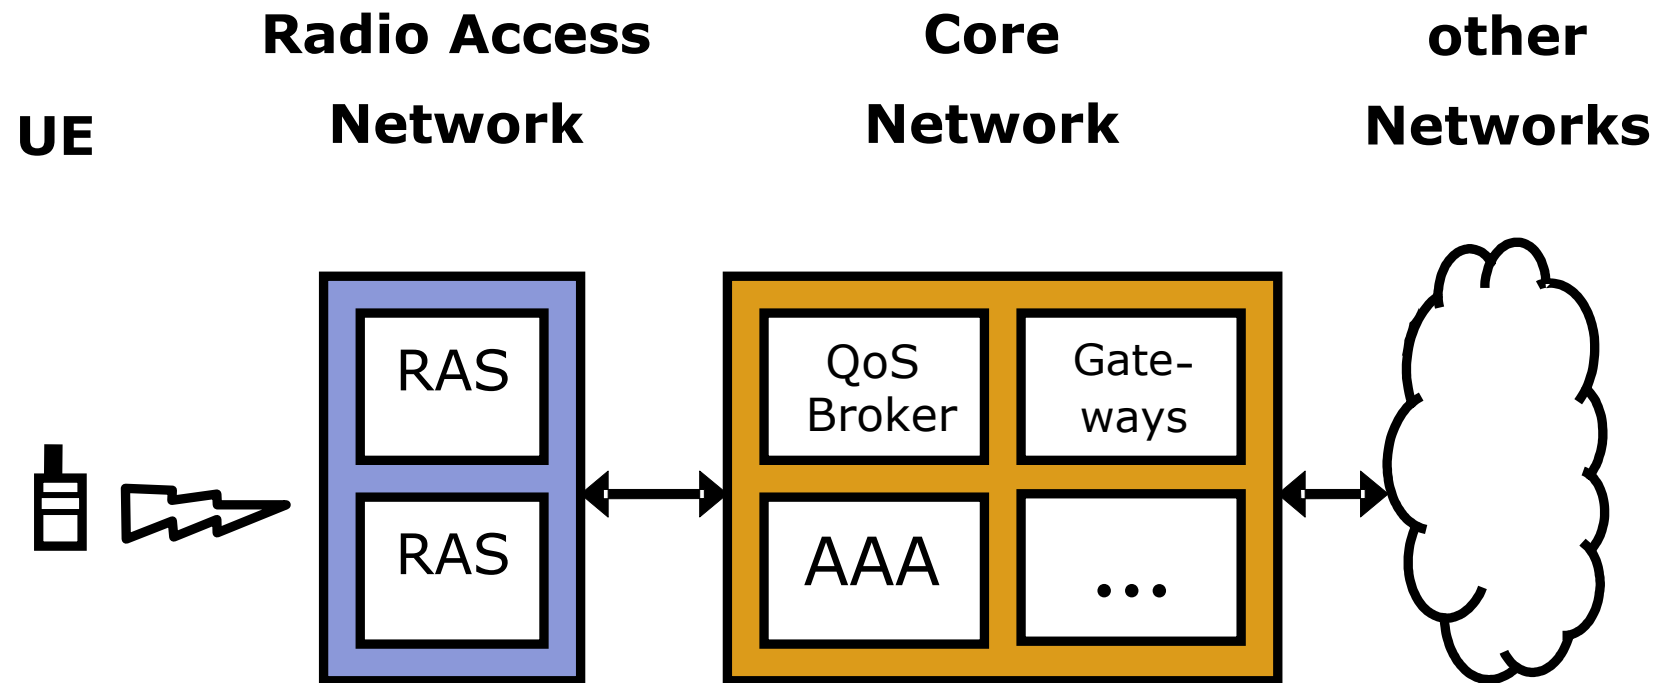 UE
Radio Access
Network
Core
Network
other
Networks
RAS
RAS
QoS
Broker
Gate-
ways
AAA
...